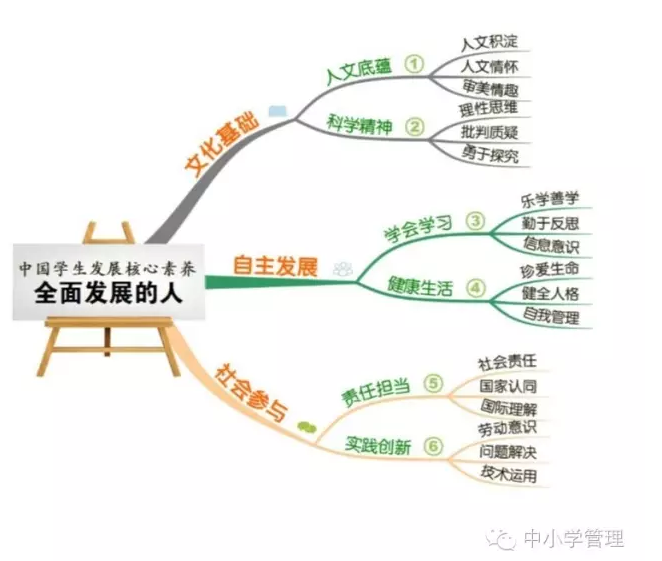 中国学生发展核心素养
全面发展的人
文化基础
人文底蕴 ①
人文积淀
人文情怀
审美情趣
科学精神 ②
理性思维
批判质疑
勇于探究
自主发展
学会学习 ③
乐学善学
勤于反思
信息意识
健康生活 ④
珍爱生命
健全人格
自我管理
社会参与
责任担当 ⑤
社会责任
国家认同
国际理解
实践创新 ⑥
劳动意识
问题解决
技术运用
中小学管理